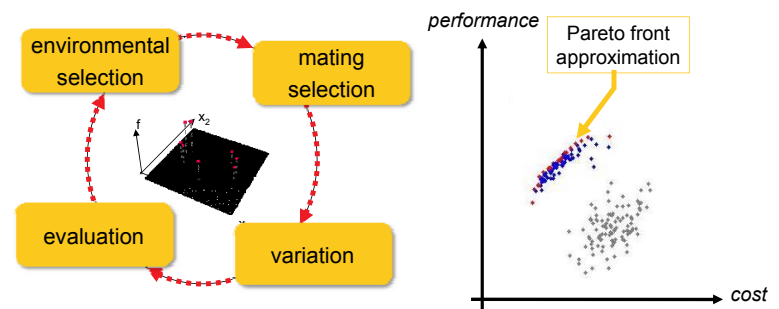 environmental
selection
mating
selection
f
x2
evaluation
variation
performance
Pareto front
approximation
cost